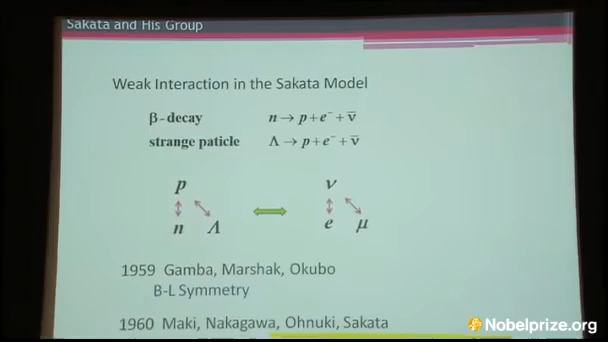 Sakata and His Group
Weak Interaction in the Sakata Model
β-decay n → p + e⁻ + ν̄
strange paticle Λ → p + e⁻ + ν̄
p ν
n Λ e μ
1959 Gamba, Marshak, Okubo
B-L Symmetry
1960 Maki, Nakagawa, Ohnuki, Sakata
Nobelprize.org